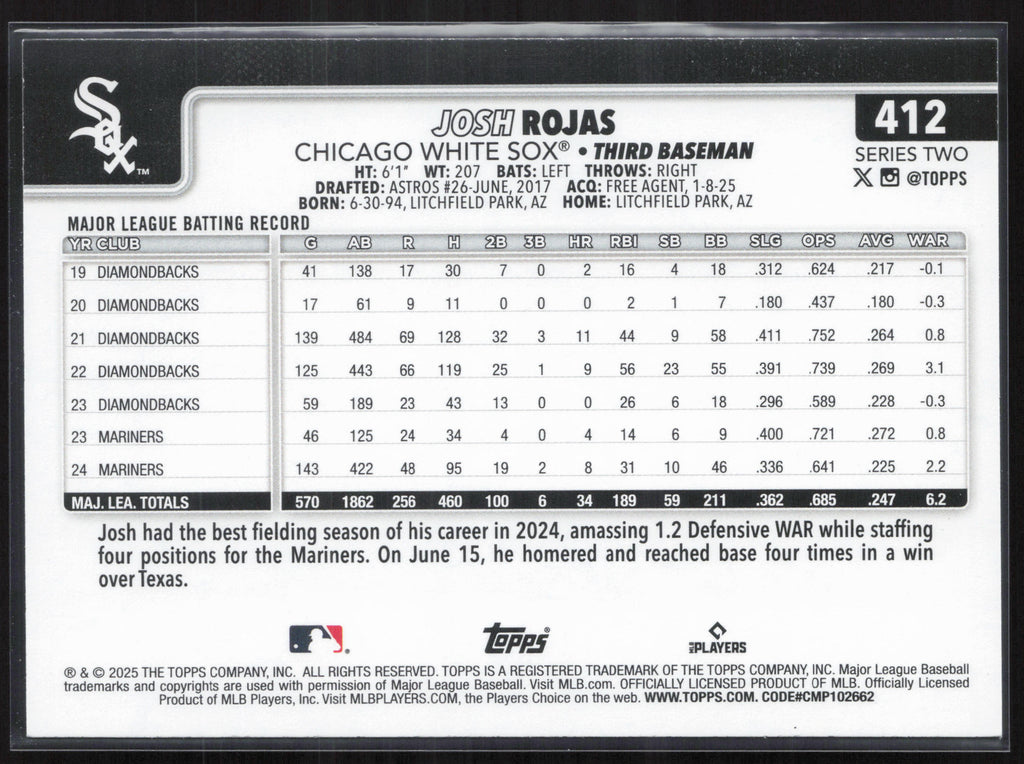 Sox™
412
JOSH ROJAS
CHICAGO WHITE SOX® • THIRD BASEMAN
SERIES TWO
HT: 6'1" WT: 207 BATS: LEFT THROWS: RIGHT
@TOPPS
DRAFTED: ASTROS #26-JUNE, 2017 ACQ: FREE AGENT, 1-8-25
BORN: 6-30-94, LITCHFIELD PARK, AZ HOME: LITCHFIELD PARK, AZ
MAJOR LEAGUE BATTING RECORD
YR CLUB G AB R H 2B 3B HR RBI SB BB SLG OPS AVG WAR
19 DIAMONDBACKS 41 138 17 30 7 0 2 16 4 18 .312 .624 .217 -0.1
20 DIAMONDBACKS 17 61 9 11 0 0 0 2 1 7 .180 .437 .180 -0.3
21 DIAMONDBACKS 139 484 69 128 32 3 11 44 9 58 .411 .752 .264 0.8
22 DIAMONDBACKS 125 443 66 119 25 1 9 56 23 55 .391 .739 .269 3.1
23 DIAMONDBACKS 59 189 23 43 13 0 0 26 6 18 .296 .589 .228 -0.3
23 MARINERS 46 125 24 34 4 0 4 14 6 9 .400 .721 .272 0.8
24 MARINERS 143 422 48 95 19 2 8 31 10 46 .336 .641 .225 2.2
MAJ. LEA. TOTALS 570 1862 256 460 100 6 34 189 59 211 .362 .685 .247 6.2
Josh had the best fielding season of his career in 2024, amassing 1.2 Defensive WAR while staffing
four positions for the Mariners. On June 15, he homered and reached base four times in a win
over Texas.
Topps®
MLB PLAYERS
® & © 2025 THE TOPPS COMPANY, INC. ALL RIGHTS RESERVED. TOPPS IS A REGISTERED TRADEMARK OF THE TOPPS COMPANY, INC. Major League Baseball
trademarks and copyrights are used with permission of Major League Baseball. Visit MLB.com. OFFICIALLY LICENSED PRODUCT OF MLB. Officially Licensed
Product of MLB Players, Inc. Visit MLBPLAYERS.COM, the Players Choice on the web. WWW.TOPPS.COM. CODE#CMP102662